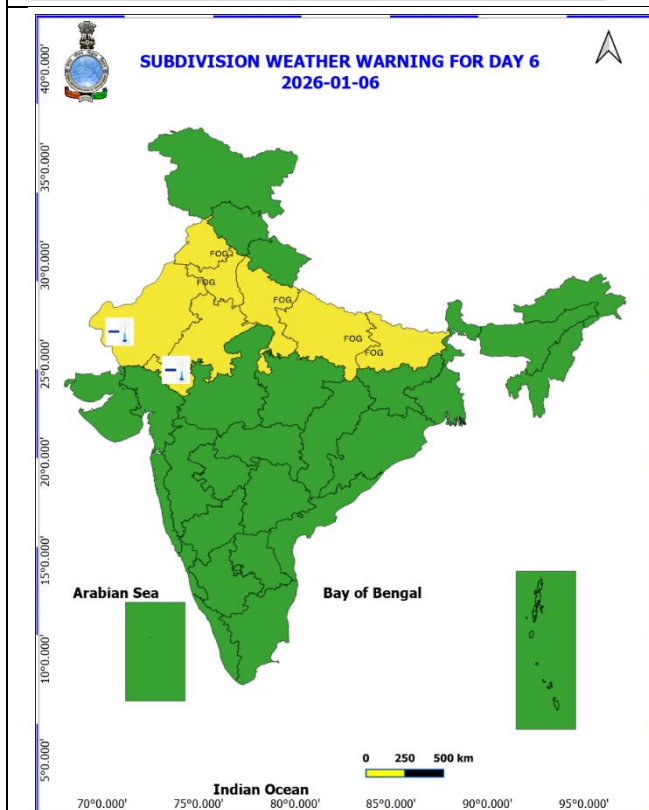 SUBDIVISION WEATHER WARNING FOR DAY 6
2026-01-06
40°0.000'
35°0.000'
30°0.000'
25°0.000'
20°0.000'
15°0.000'
10°0.000'
5°0.000'
FOG
FOG
FOG
FOG
FOG
Arabian Sea
Bay of Bengal
0 250 500 km
Indian Ocean
70°0.000' 75°0.000' 80°0.000' 85°0.000' 90°0.000' 95°0.000'